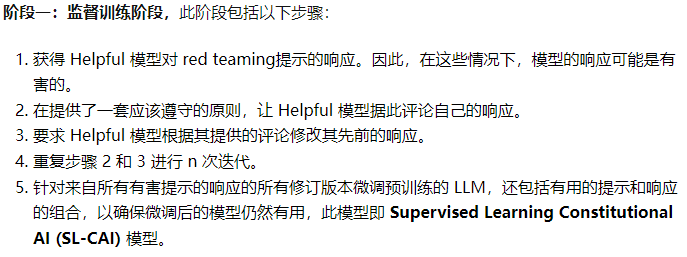 阶段一：监督训练阶段，此阶段包括以下步骤：
1. 获得 Helpful 模型对 red teaming提示的响应。因此，在这些情况下，模型的响应可能是有
害的。
2. 在提供了一套应该遵守的原则，让 Helpful 模型据此评论自己的响应。
3. 要求 Helpful 模型根据其提供的评论修改其先前的响应。
4. 重复步骤 2 和 3 进行 n 次迭代。
5. 针对来自所有有害提示的响应的所有修订版本微调预训练的 LLM，还包括有用的提示和响应
的组合，以确保微调后的模型仍然有用，此模型即 Supervised Learning Constitutional
AI (SL-CAI) 模型。